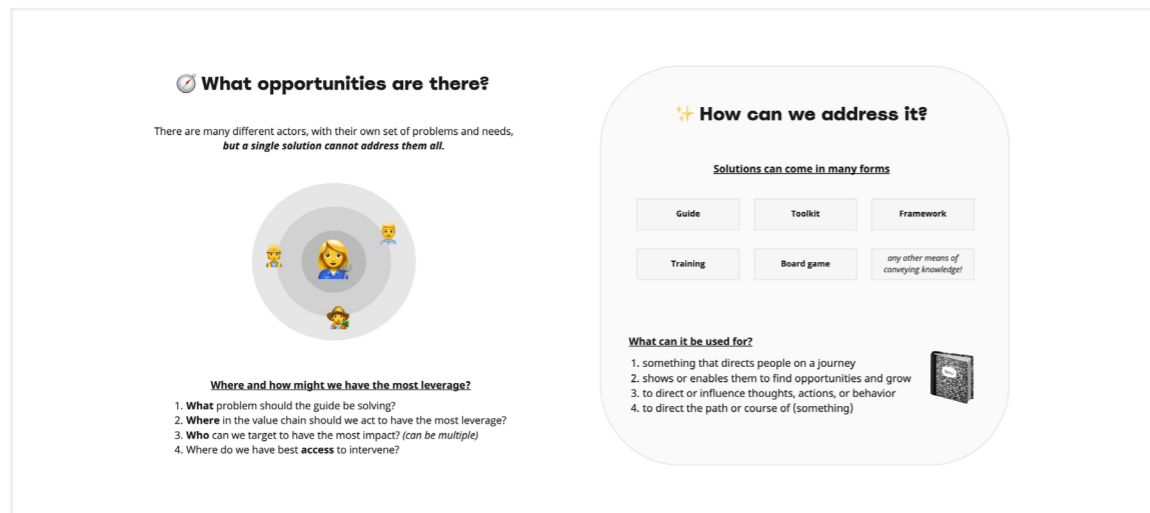 What opportunities are there?
There are many different actors, with their own set of problems and needs,
but a single solution cannot address them all.
Where and how might we have the most leverage?
1. What problem should the guide be solving?
2. Where in the value chain should we act to have the most leverage?
3. Who can we target to have the most impact? (can be multiple)
4. Where do we have best access to intervene?
How can we address it?
Solutions can come in many forms
Guide
Toolkit
Framework
Training
Board game
any other means of
conveying knowledge!
What can it be used for?
1. something that directs people on a journey
2. shows or enables them to find opportunities and grow
3. to direct or influence thoughts, actions, or behavior
4. to direct the path or course of (something)